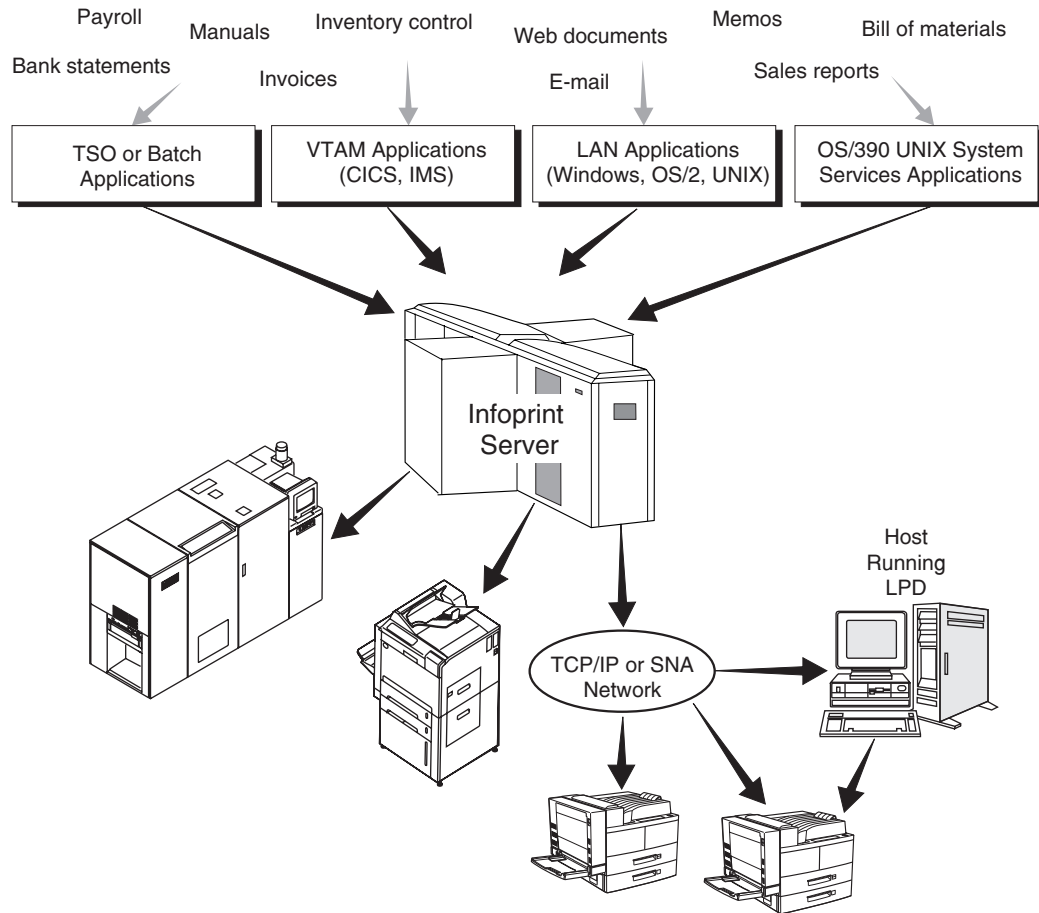 Payroll
Manuals
Inventory control
Web documents
Memos
Bill of materials
Bank statements
Invoices
E-mail
Sales reports
TSO or Batch
Applications
VTAM Applications
(CICS, IMS)
LAN Applications
(Windows, OS/2, UNIX)
OS/390 UNIX System
Services Applications
Infoprint
Server
Host
Running
LPD
TCP/IP or SNA
Network